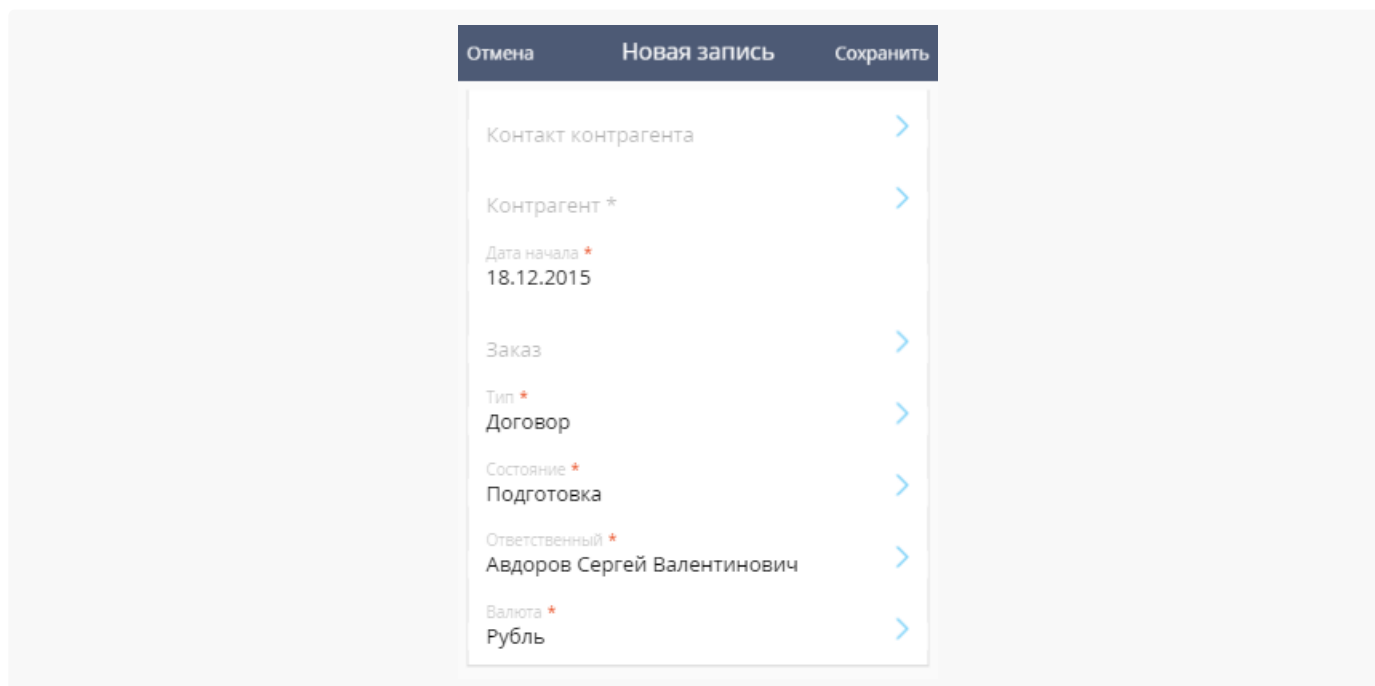 Отмена Новая запись Сохранить
Контакт контрагента
Контрагент *
Дата начала *
18.12.2015
Заказ
Тип *
Договор
Состояние *
Подготовка
Ответственный *
Авдоров Сергей Валентинович
Валюта *
Рубль